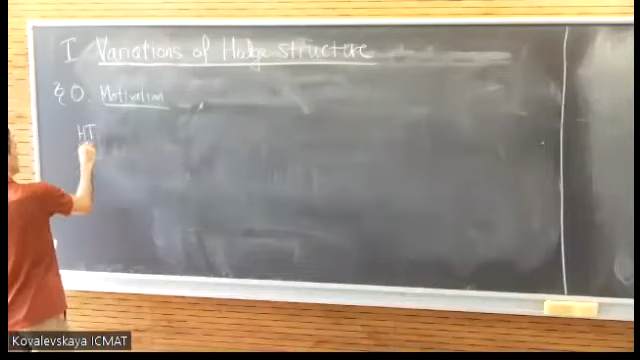 I Variations of Hodge structure
§ 0. Motivation
HT
Kovalevskaya ICMAT